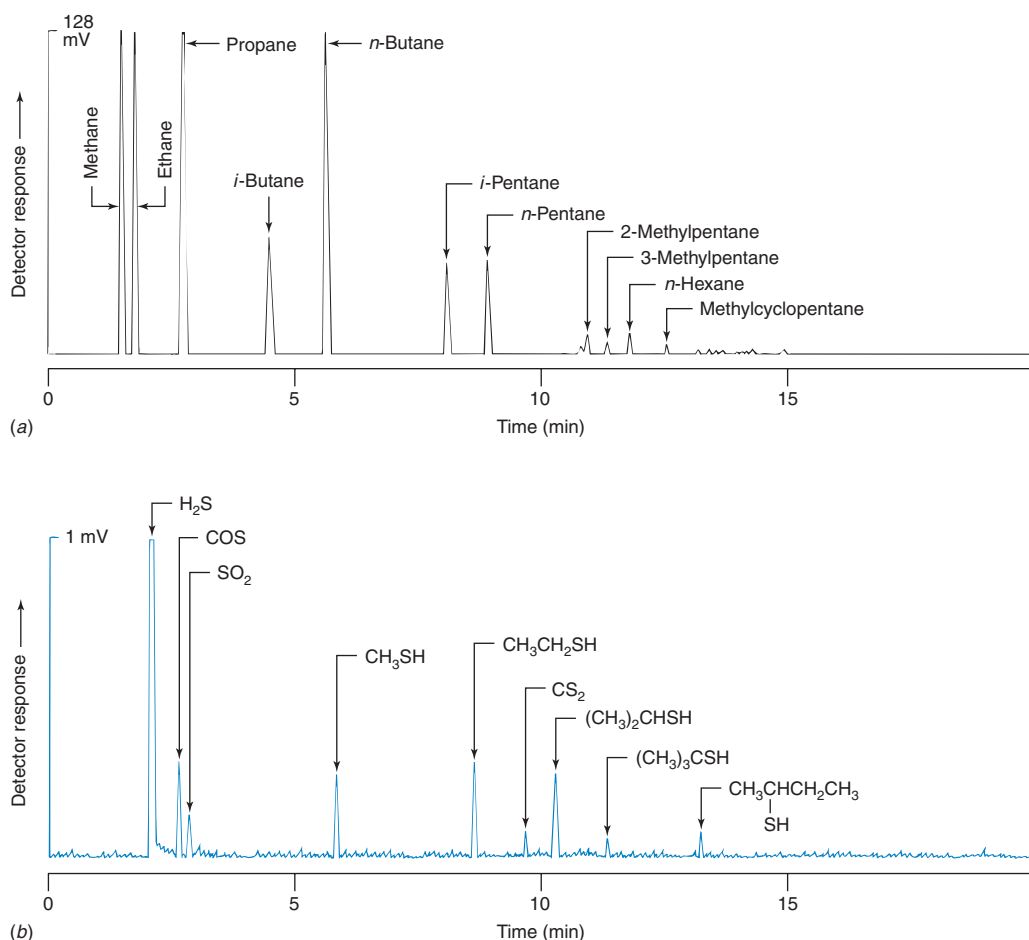 128
mV
Propane
n-Butane
Methane
Ethane
i-Butane
i-Pentane
n-Pentane
2-Methylpentane
3-Methylpentane
n-Hexane
Methylcyclopentane
Detector response
0 5 10 15
(a) Time (min)
H₂S
1 mV
COS
SO₂
CH₃SH
CH₃CH₂SH
CS₂
(CH₃)₂CHSH
(CH₃)₃CSH
CH₃CHCH₂CH₃
SH
Detector response
0 5 10 15
(b) Time (min)